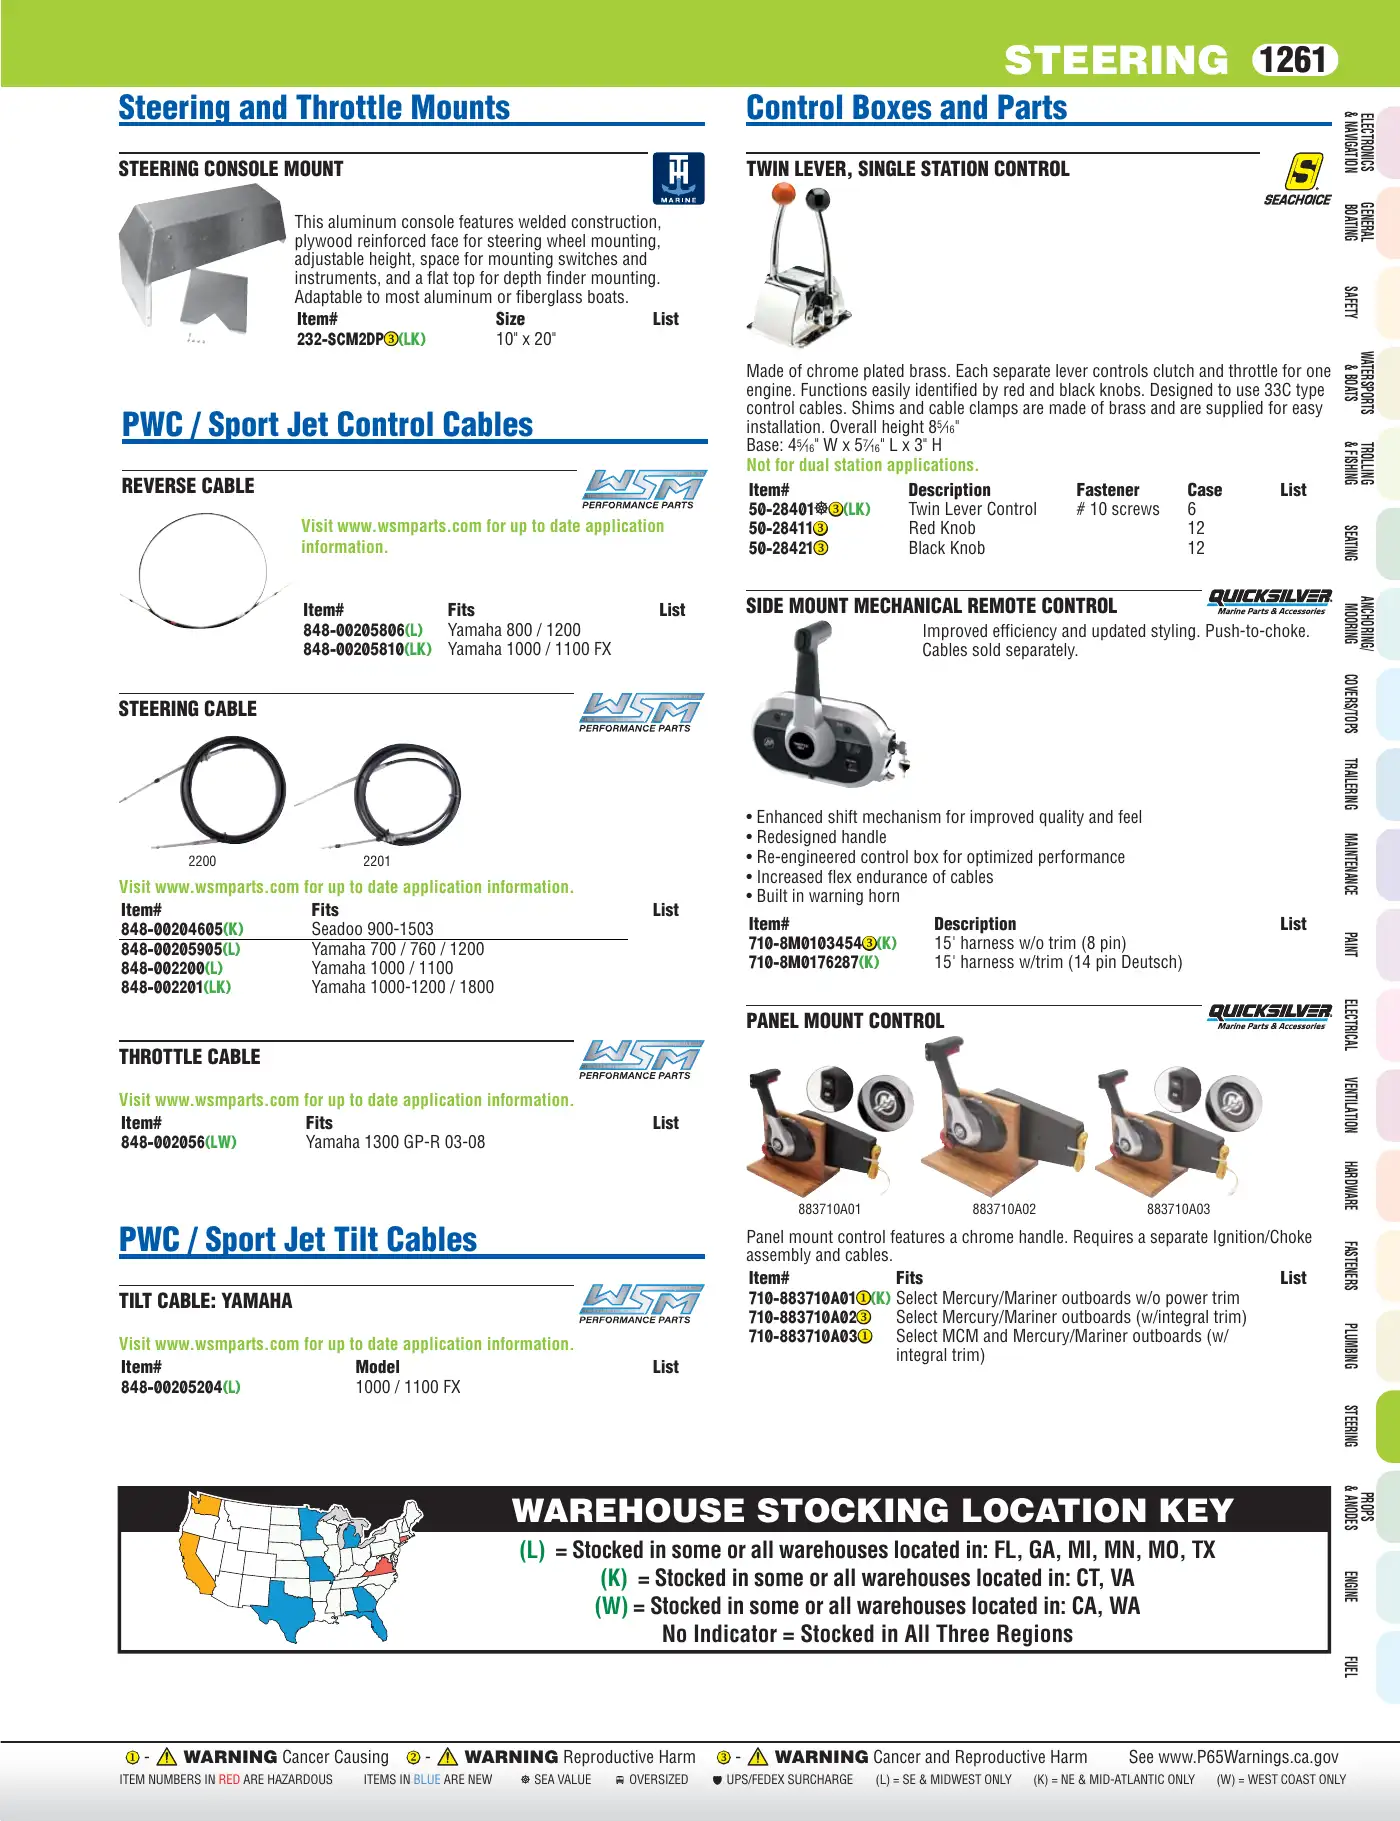 STEERING 1261
Steering and Throttle Mounts
STEERING CONSOLE MOUNT
TH
MARINE
This aluminum console features welded construction,
plywood reinforced face for steering wheel mounting,
adjustable height, space for mounting switches and
instruments, and a flat top for depth finder mounting.
Adaptable to most aluminum or fiberglass boats.
Item# Size List
232-SCM2DP③(LK) 10" x 20"
PWC / Sport Jet Control Cables
REVERSE CABLE
WSM
PERFORMANCE PARTS
Visit www.wsmparts.com for up to date application
information.
Item# Fits List
848-00205806(L) Yamaha 800 / 1200
848-00205810(LK) Yamaha 1000 / 1100 FX
STEERING CABLE
WSM
PERFORMANCE PARTS
2200 2201
Visit www.wsmparts.com for up to date application information.
Item# Fits List
848-00204605(K) Seadoo 900-1503
848-00205905(L) Yamaha 700 / 760 / 1200
848-002200(L) Yamaha 1000 / 1100
848-002201(LK) Yamaha 1000-1200 / 1800
THROTTLE CABLE
WSM
PERFORMANCE PARTS
Visit www.wsmparts.com for up to date application information.
Item# Fits List
848-002056(LW) Yamaha 1300 GP-R 03-08
PWC / Sport Jet Tilt Cables
TILT CABLE: YAMAHA
WSM
PERFORMANCE PARTS
Visit www.wsmparts.com for up to date application information.
Item# Model List
848-00205204(L) 1000 / 1100 FX
Control Boxes and Parts
TWIN LEVER, SINGLE STATION CONTROL
S
SEACHOICE
Made of chrome plated brass. Each separate lever controls clutch and throttle for one
engine. Functions easily identified by red and black knobs. Designed to use 33C type
control cables. Shims and cable clamps are made of brass and are supplied for easy
installation. Overall height 8⁵⁄₁₆"
Base: 4⁵⁄₁₆" W x 5⁷⁄₁₆" L x 3" H
Not for dual station applications.
Item# Description Fastener Case List
50-28401☸③(LK) Twin Lever Control # 10 screws 6
50-28411③ Red Knob 12
50-28421③ Black Knob 12
SIDE MOUNT MECHANICAL REMOTE CONTROL
QUICKSILVER
Marine Parts & Accessories
Improved efficiency and updated styling. Push-to-choke.
Cables sold separately.
• Enhanced shift mechanism for improved quality and feel
• Redesigned handle
• Re-engineered control box for optimized performance
• Increased flex endurance of cables
• Built in warning horn
Item# Description List
710-8M0103454③(K) 15' harness w/o trim (8 pin)
710-8M0176287(K) 15' harness w/trim (14 pin Deutsch)
PANEL MOUNT CONTROL
QUICKSILVER
Marine Parts & Accessories
883710A01 883710A02 883710A03
Panel mount control features a chrome handle. Requires a separate Ignition/Choke
assembly and cables.
Item# Fits List
710-883710A01①(K) Select Mercury/Mariner outboards w/o power trim
710-883710A02③ Select Mercury/Mariner outboards (w/integral trim)
710-883710A03① Select MCM and Mercury/Mariner outboards (w/
integral trim)
ELECTRONICS
& NAVIGATION
GENERAL
BOATING
SAFETY
WATERSPORTS
& BOATS
TROLLING
& FISHING
SEATING
ANCHORING/
MOORING
COVERS/TOPS
TRAILERING
MAINTENANCE
PAINT
ELECTRICAL
VENTILATION
HARDWARE
FASTENERS
PLUMBING
STEERING
PROPS
& ANODES
ENGINE
FUEL
WAREHOUSE STOCKING LOCATION KEY
(L) = Stocked in some or all warehouses located in: FL, GA, MI, MN, MO, TX
(K) = Stocked in some or all warehouses located in: CT, VA
(W) = Stocked in some or all warehouses located in: CA, WA
No Indicator = Stocked in All Three Regions
① - ⚠ WARNING Cancer Causing ② - ⚠ WARNING Reproductive Harm ③ - ⚠ WARNING Cancer and Reproductive Harm See www.P65Warnings.ca.gov
ITEM NUMBERS IN RED ARE HAZARDOUS ITEMS IN BLUE ARE NEW SEA VALUE OVERSIZED UPS/FEDEX SURCHARGE (L) = SE & MIDWEST ONLY (K) = NE & MID-ATLANTIC ONLY (W) = WEST COAST ONLY